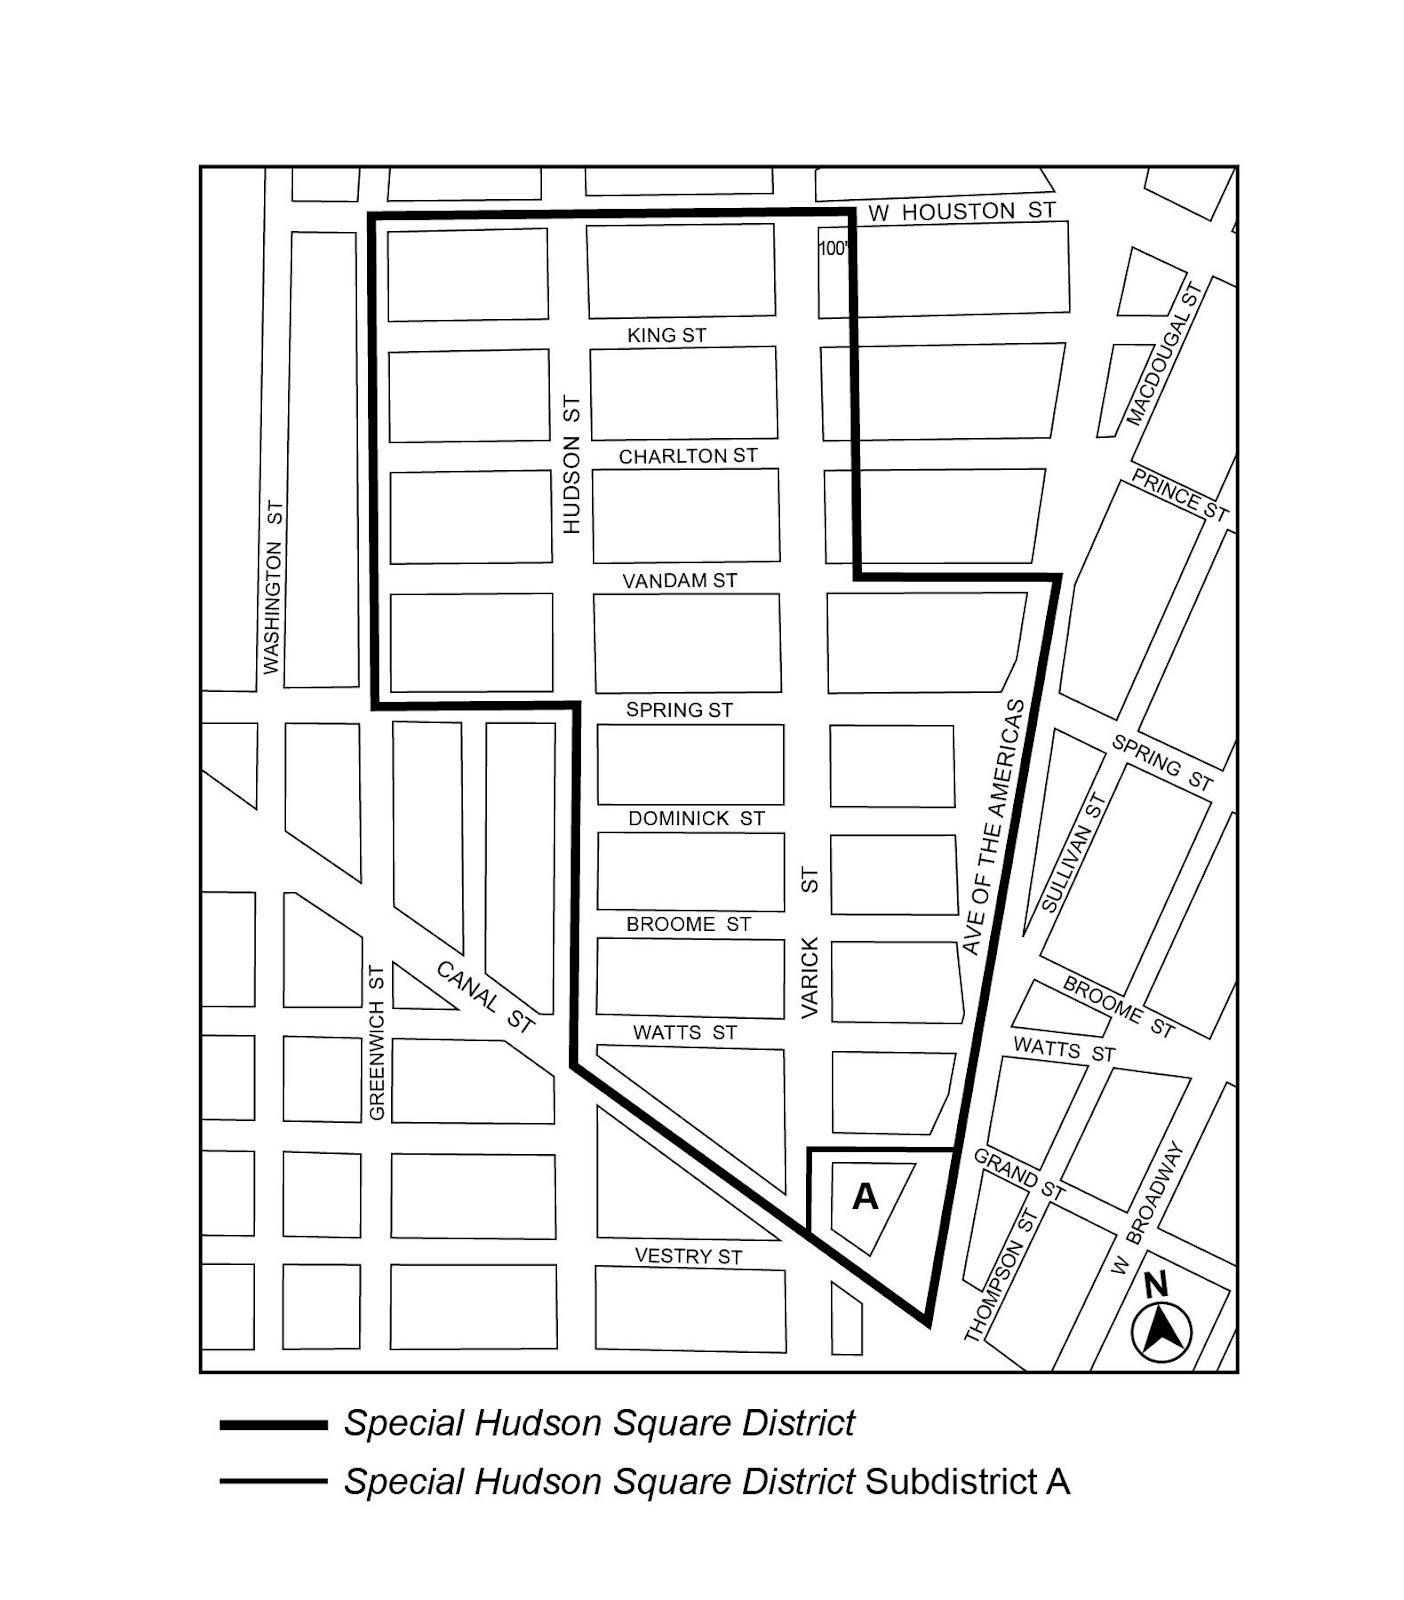 W HOUSTON ST
100'
KING ST
MACDOUGAL ST
HUDSON ST
CHARLTON ST
PRINCE ST
WASHINGTON ST
VANDAM ST
SPRING ST
AVE OF THE AMERICAS
SPRING ST
DOMINICK ST
SULLIVAN ST
VARICK ST
BROOME ST
CANAL ST
GREENWICH ST
BROOME ST
WATTS ST
WATTS ST
GRAND ST
A
W BROADWAY
THOMPSON ST
VESTRY ST
N
Special Hudson Square District
Special Hudson Square District Subdistrict A